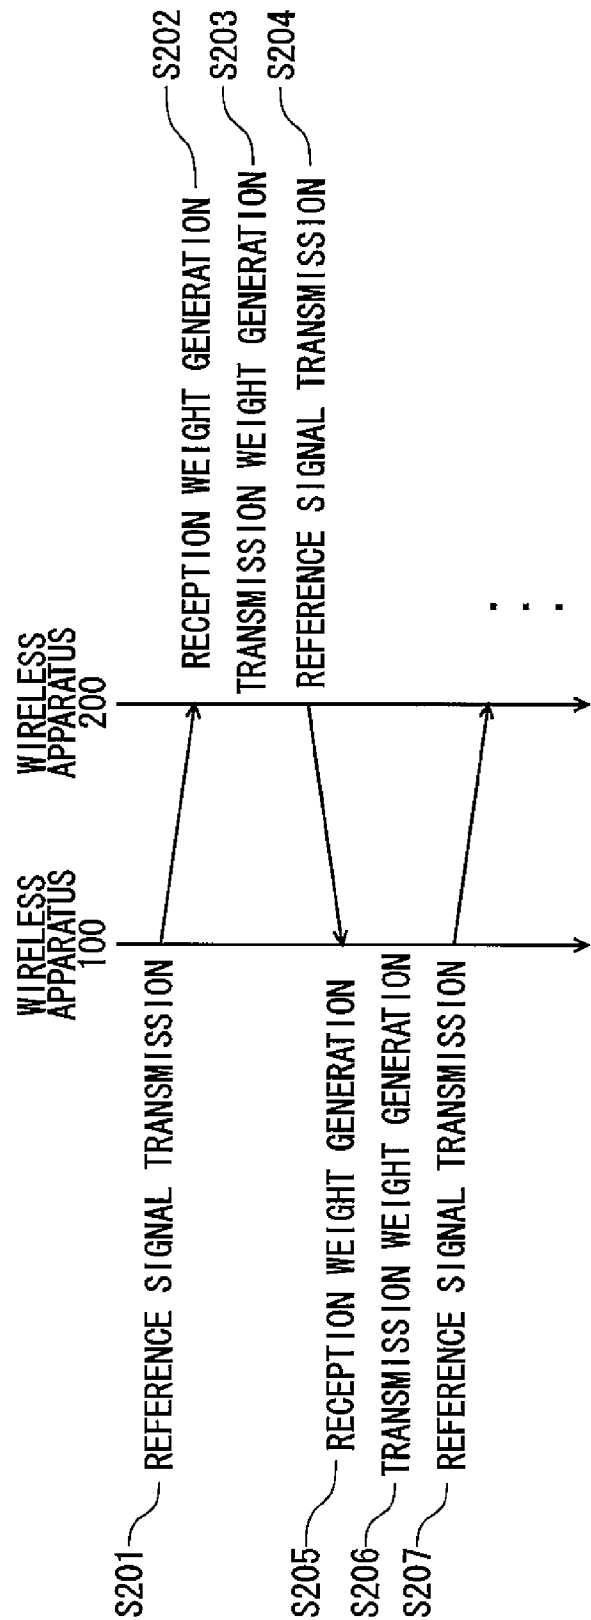 WIRELESS
APPARATUS
100
WIRELESS
APPARATUS
200
S201 REFERENCE SIGNAL TRANSMISSION
RECEPTION WEIGHT GENERATION S202
TRANSMISSION WEIGHT GENERATION S203
REFERENCE SIGNAL TRANSMISSION S204
S205 RECEPTION WEIGHT GENERATION
S206 TRANSMISSION WEIGHT GENERATION
S207 REFERENCE SIGNAL TRANSMISSION
. . .